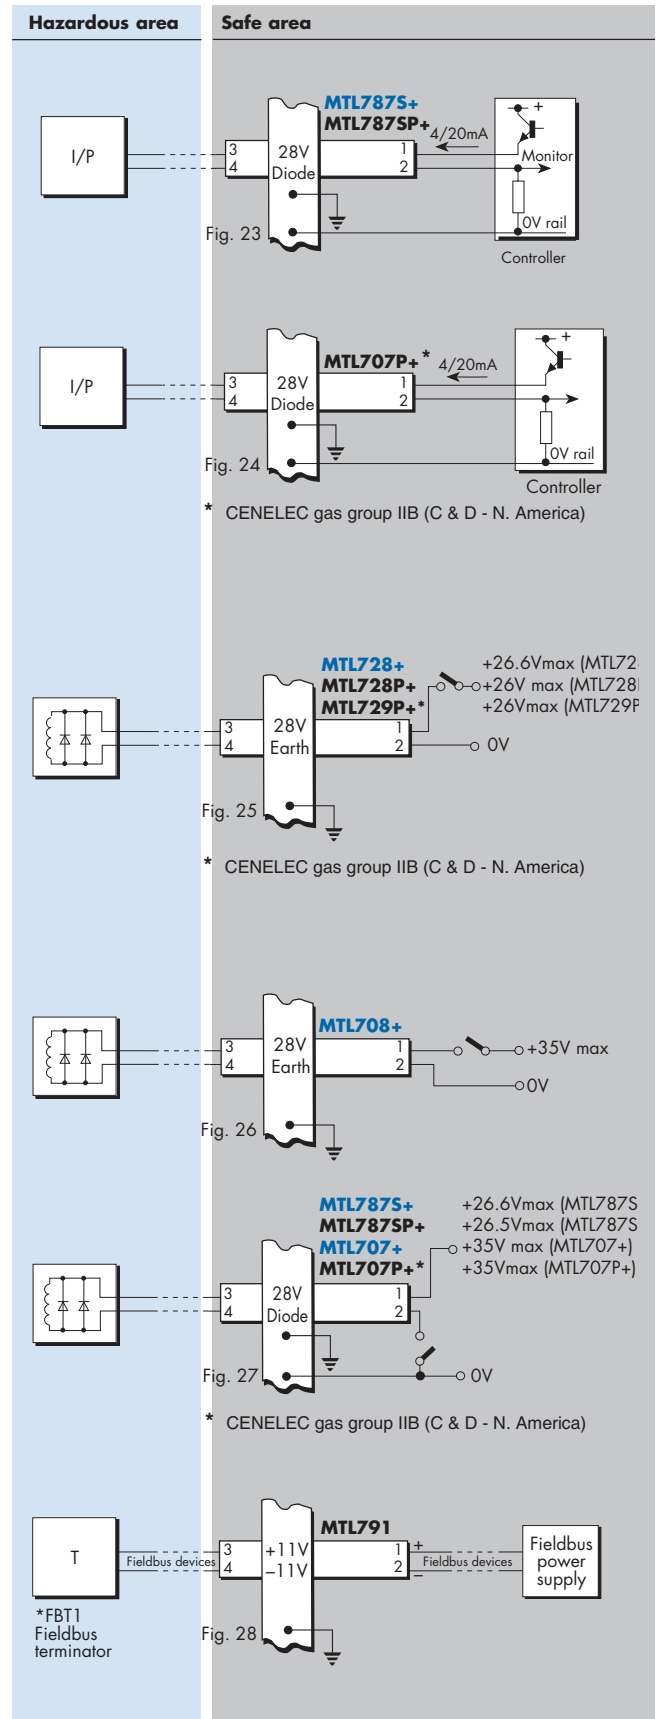 Hazardous area
Safe area
MTL787S+
MTL787SP+
4/20mA
+
I/P
3
4
28V
Diode
1
2
Monitor
0V rail
Fig. 23
Controller
MTL707P+*
4/20mA
+
I/P
3
4
28V
Diode
1
2
0V rail
Fig. 24
Controller
* CENELEC gas group IIB (C & D - N. America)
MTL728+
MTL728P+
MTL729P+*
+26.6Vmax (MTL72
+26V max (MTL728
+26Vmax (MTL729P
3
4
28V
Earth
1
2
0V
Fig. 25
* CENELEC gas group IIB (C & D - N. America)
MTL708+
3
4
28V
Earth
1
2
+35V max
0V
Fig. 26
MTL787S+
MTL787SP+
MTL707+
MTL707P+*
+26.6Vmax (MTL787S
+26.5Vmax (MTL787S
+35V max (MTL707+)
+35Vmax (MTL707P+)
3
4
28V
Diode
1
2
Fig. 27
0V
* CENELEC gas group IIB (C & D - N. America)
MTL791
T
Fieldbus devices
3
4
+11V
–11V
1
2
+
–
Fieldbus devices
Fieldbus
power
supply
*FBT1
Fieldbus
terminator
Fig. 28